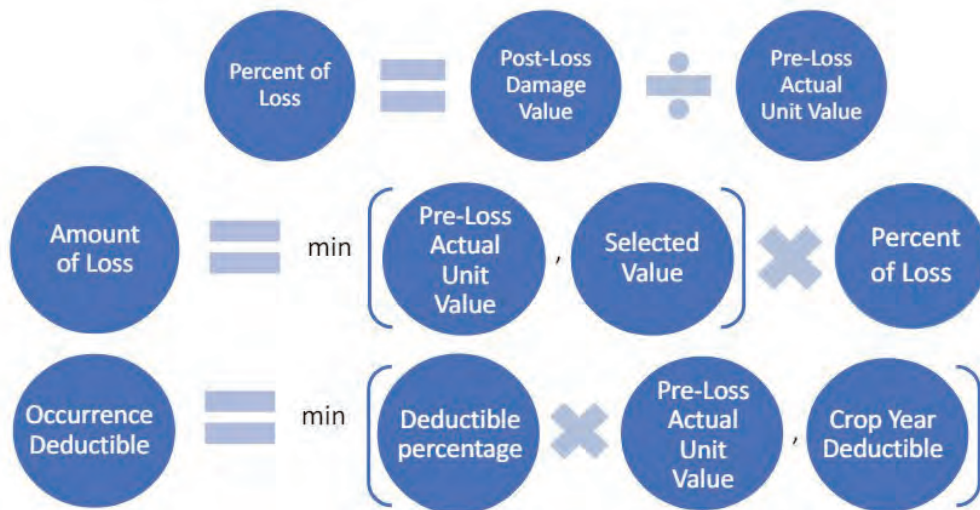 Percent of
Loss
Post-Loss
Damage
Value
Pre-Loss
Actual
Unit Value
Amount
of Loss
min
Pre-Loss
Actual
Unit
Value
,
Selected
Value
Percent
of Loss
Occurrence
Deductible
min
Deductible
percentage
Pre-Loss
Actual
Unit
Value
,
Crop Year
Deductible